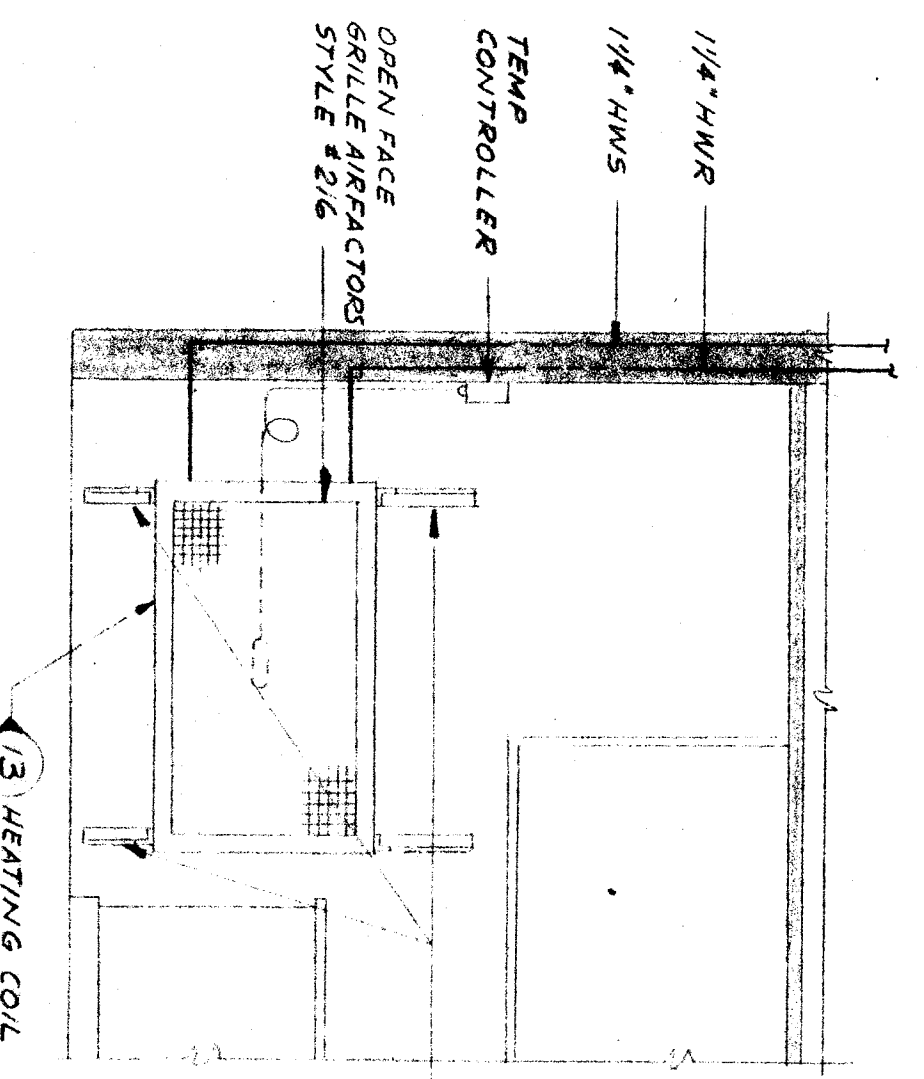 1 1/4" HWR
1 1/4" HWS
TEMP
CONTROLLER
OPEN FACE
GRILLE AIRFACTORS
STYLE #216
13 HEATING COIL